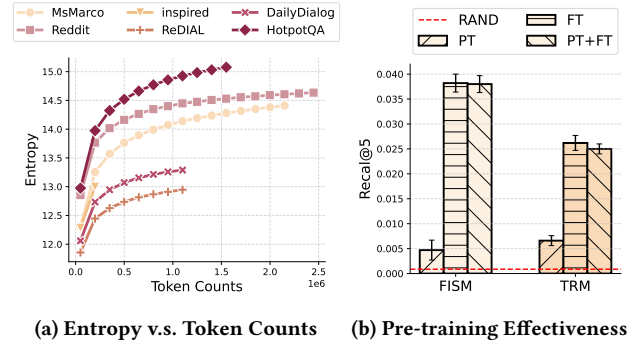 MsMarco inspired DailyDialog
Reddit ReDIAL HotpotQA
15.0
14.5
14.0
13.5
13.0
12.5
12.0
Entropy
0.0 0.5 1.0 1.5 2.0 2.5
1e6
Token Counts
(a) Entropy v.s. Token Counts
RAND FT
PT PT+FT
0.040
0.035
0.030
0.025
0.020
0.015
0.010
0.005
0.000
Recal@5
FISM TRM
(b) Pre-training Effectiveness